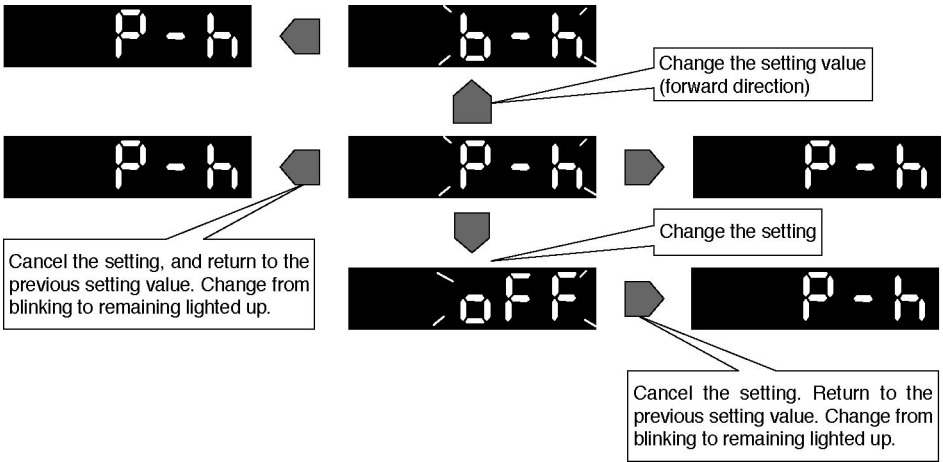 P-h
b-h
Change the setting value
(forward direction)
P-h
P-h
P-h
Change the setting
Cancel the setting, and return to the
previous setting value. Change from
blinking to remaining lighted up.
oFF
P-h
Cancel the setting. Return to the
previous setting value. Change from
blinking to remaining lighted up.